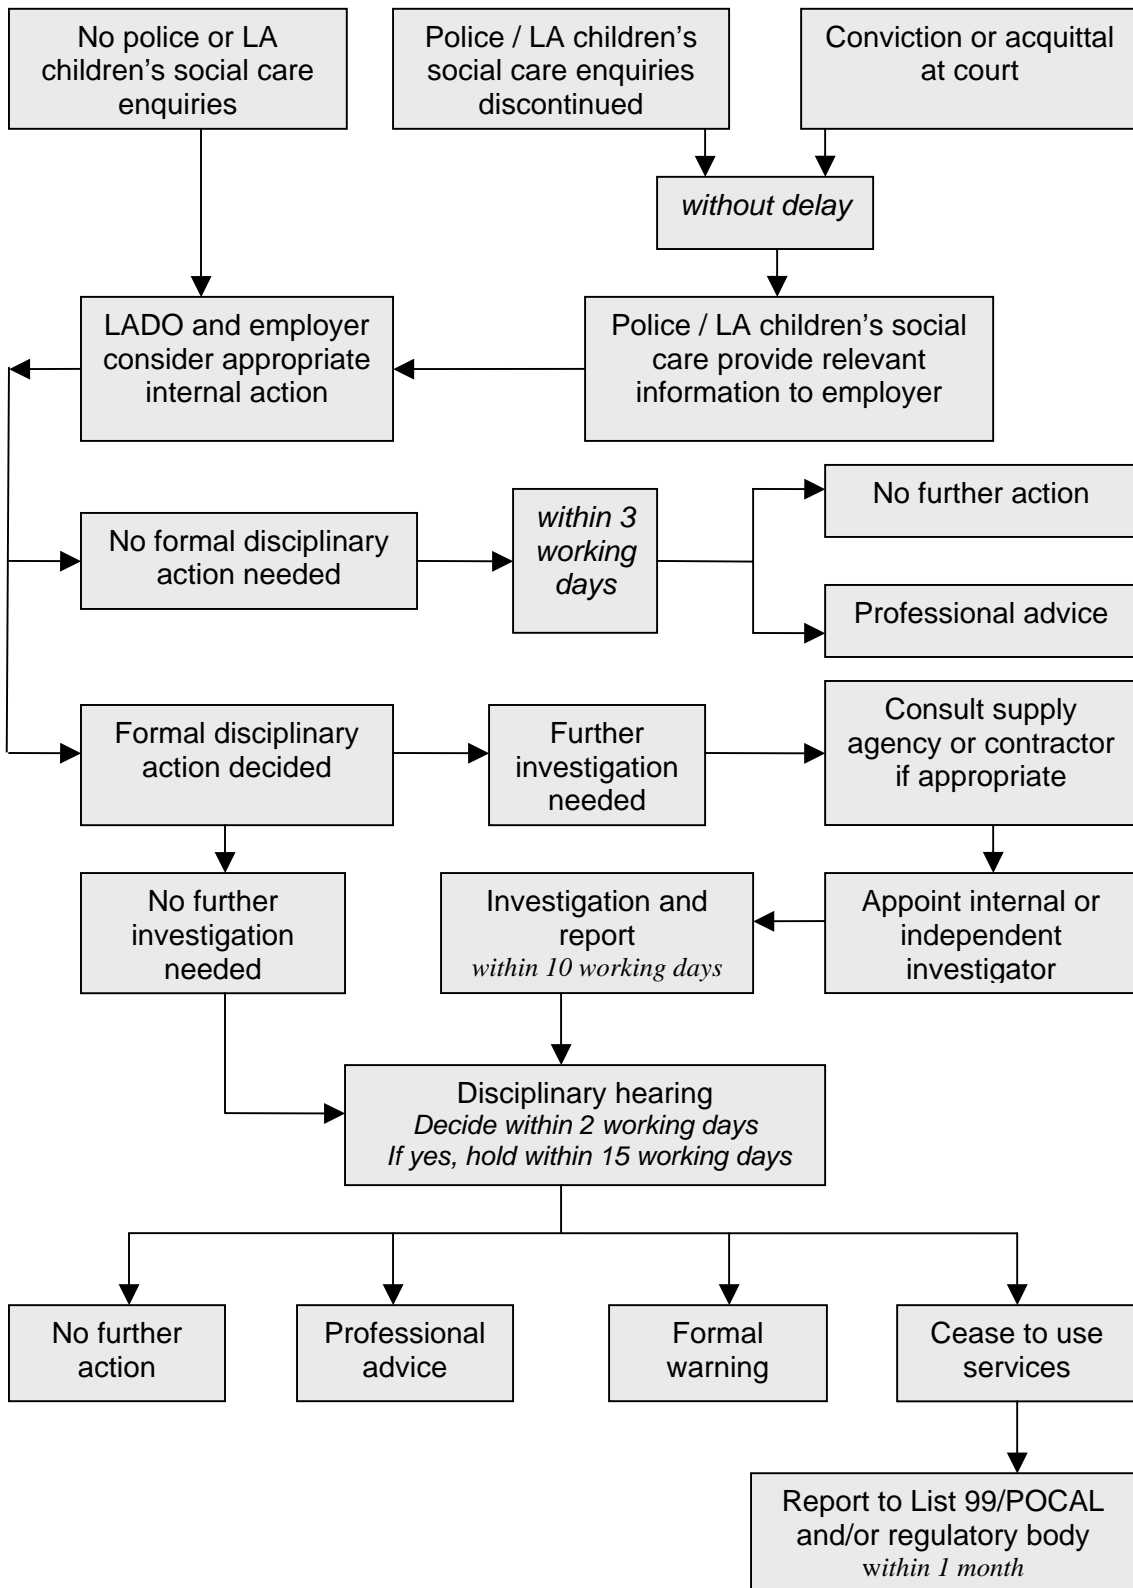 No police or LA
children’s social care
enquiries
Police / LA children’s
social care enquiries
discontinued
Conviction or acquittal
at court
without delay
LADO and employer
consider appropriate
internal action
Police / LA children’s social
care provide relevant
information to employer
No formal disciplinary
action needed
within 3
working
days
No further action
Professional advice
Formal disciplinary
action decided
Further
investigation
needed
Consult supply
agency or contractor
if appropriate
No further
investigation
needed
Investigation and
report
within 10 working days
Appoint internal or
independent
investigator
Disciplinary hearing
Decide within 2 working days
If yes, hold within 15 working days
No further
action
Professional
advice
Formal
warning
Cease to use
services
Report to List 99/POCAL
and/or regulatory body
within 1 month